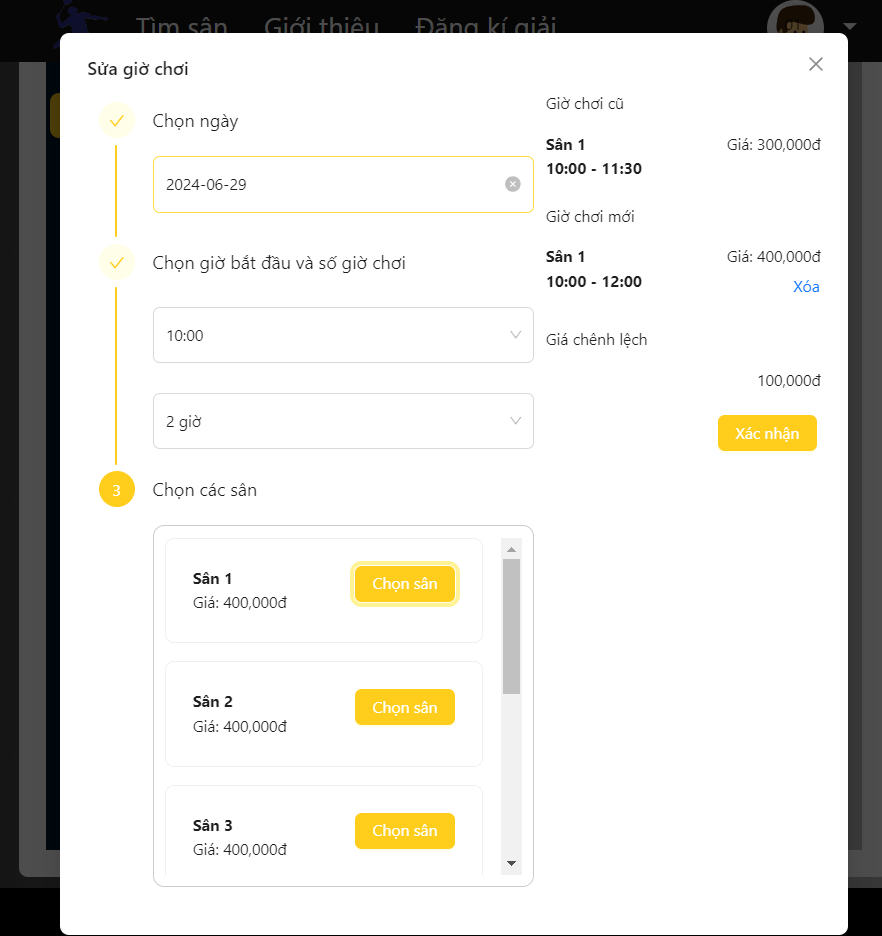 Tìm sân Giới thiệu Đăng kí giải
Sửa giờ chơi
Chọn ngày
2024-06-29
Chọn giờ bắt đầu và số giờ chơi
10:00
2 giờ
3
Chọn các sân
Sân 1
Giá: 400,000đ
Chọn sân
Sân 2
Giá: 400,000đ
Chọn sân
Sân 3
Giá: 400,000đ
Chọn sân
Giờ chơi cũ
Sân 1
Giá: 300,000đ
10:00 - 11:30
Giờ chơi mới
Sân 1
Giá: 400,000đ
10:00 - 12:00
Xóa
Giá chênh lệch
100,000đ
Xác nhận